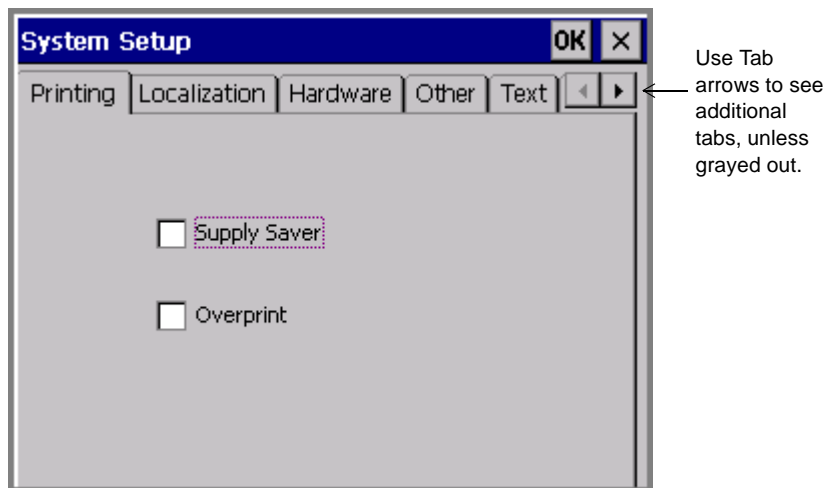 System Setup OK
Printing Localization Hardware Other Text
Supply Saver
Overprint
Use Tab
arrows to see
additional
tabs, unless
grayed out.